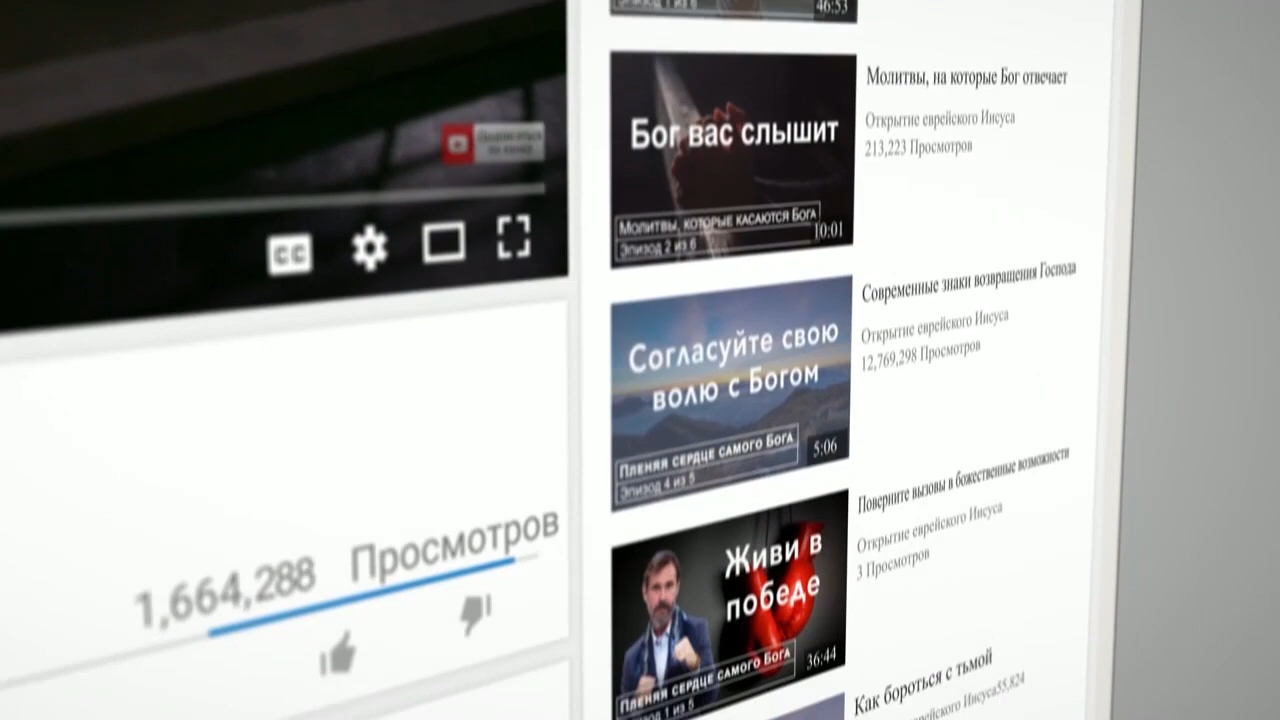 46:53
Бог вас слышит
Молитвы, которые касаются Бога
Эпизод 2 из 6
10:01
Молитвы, на которые Бог отвечает
Открытие еврейского Иисуса
213,223 Просмотров
Согласуйте свою
волю с Богом
Пленяя сердце самого Бога
Эпизод 4 из 5
5:06
Современные знаки возвращения Господа
Открытие еврейского Иисуса
12,769,298 Просмотров
Живи в
победе
Пленяя сердце самого Бога
Эпизод 1 из 5
36:44
Поверните вызовы в божественные возможности
Открытие еврейского Иисуса
3 Просмотров
Как бороться с тьмой
еврейского Иисуса55,824
CC
1,664,288 Просмотров